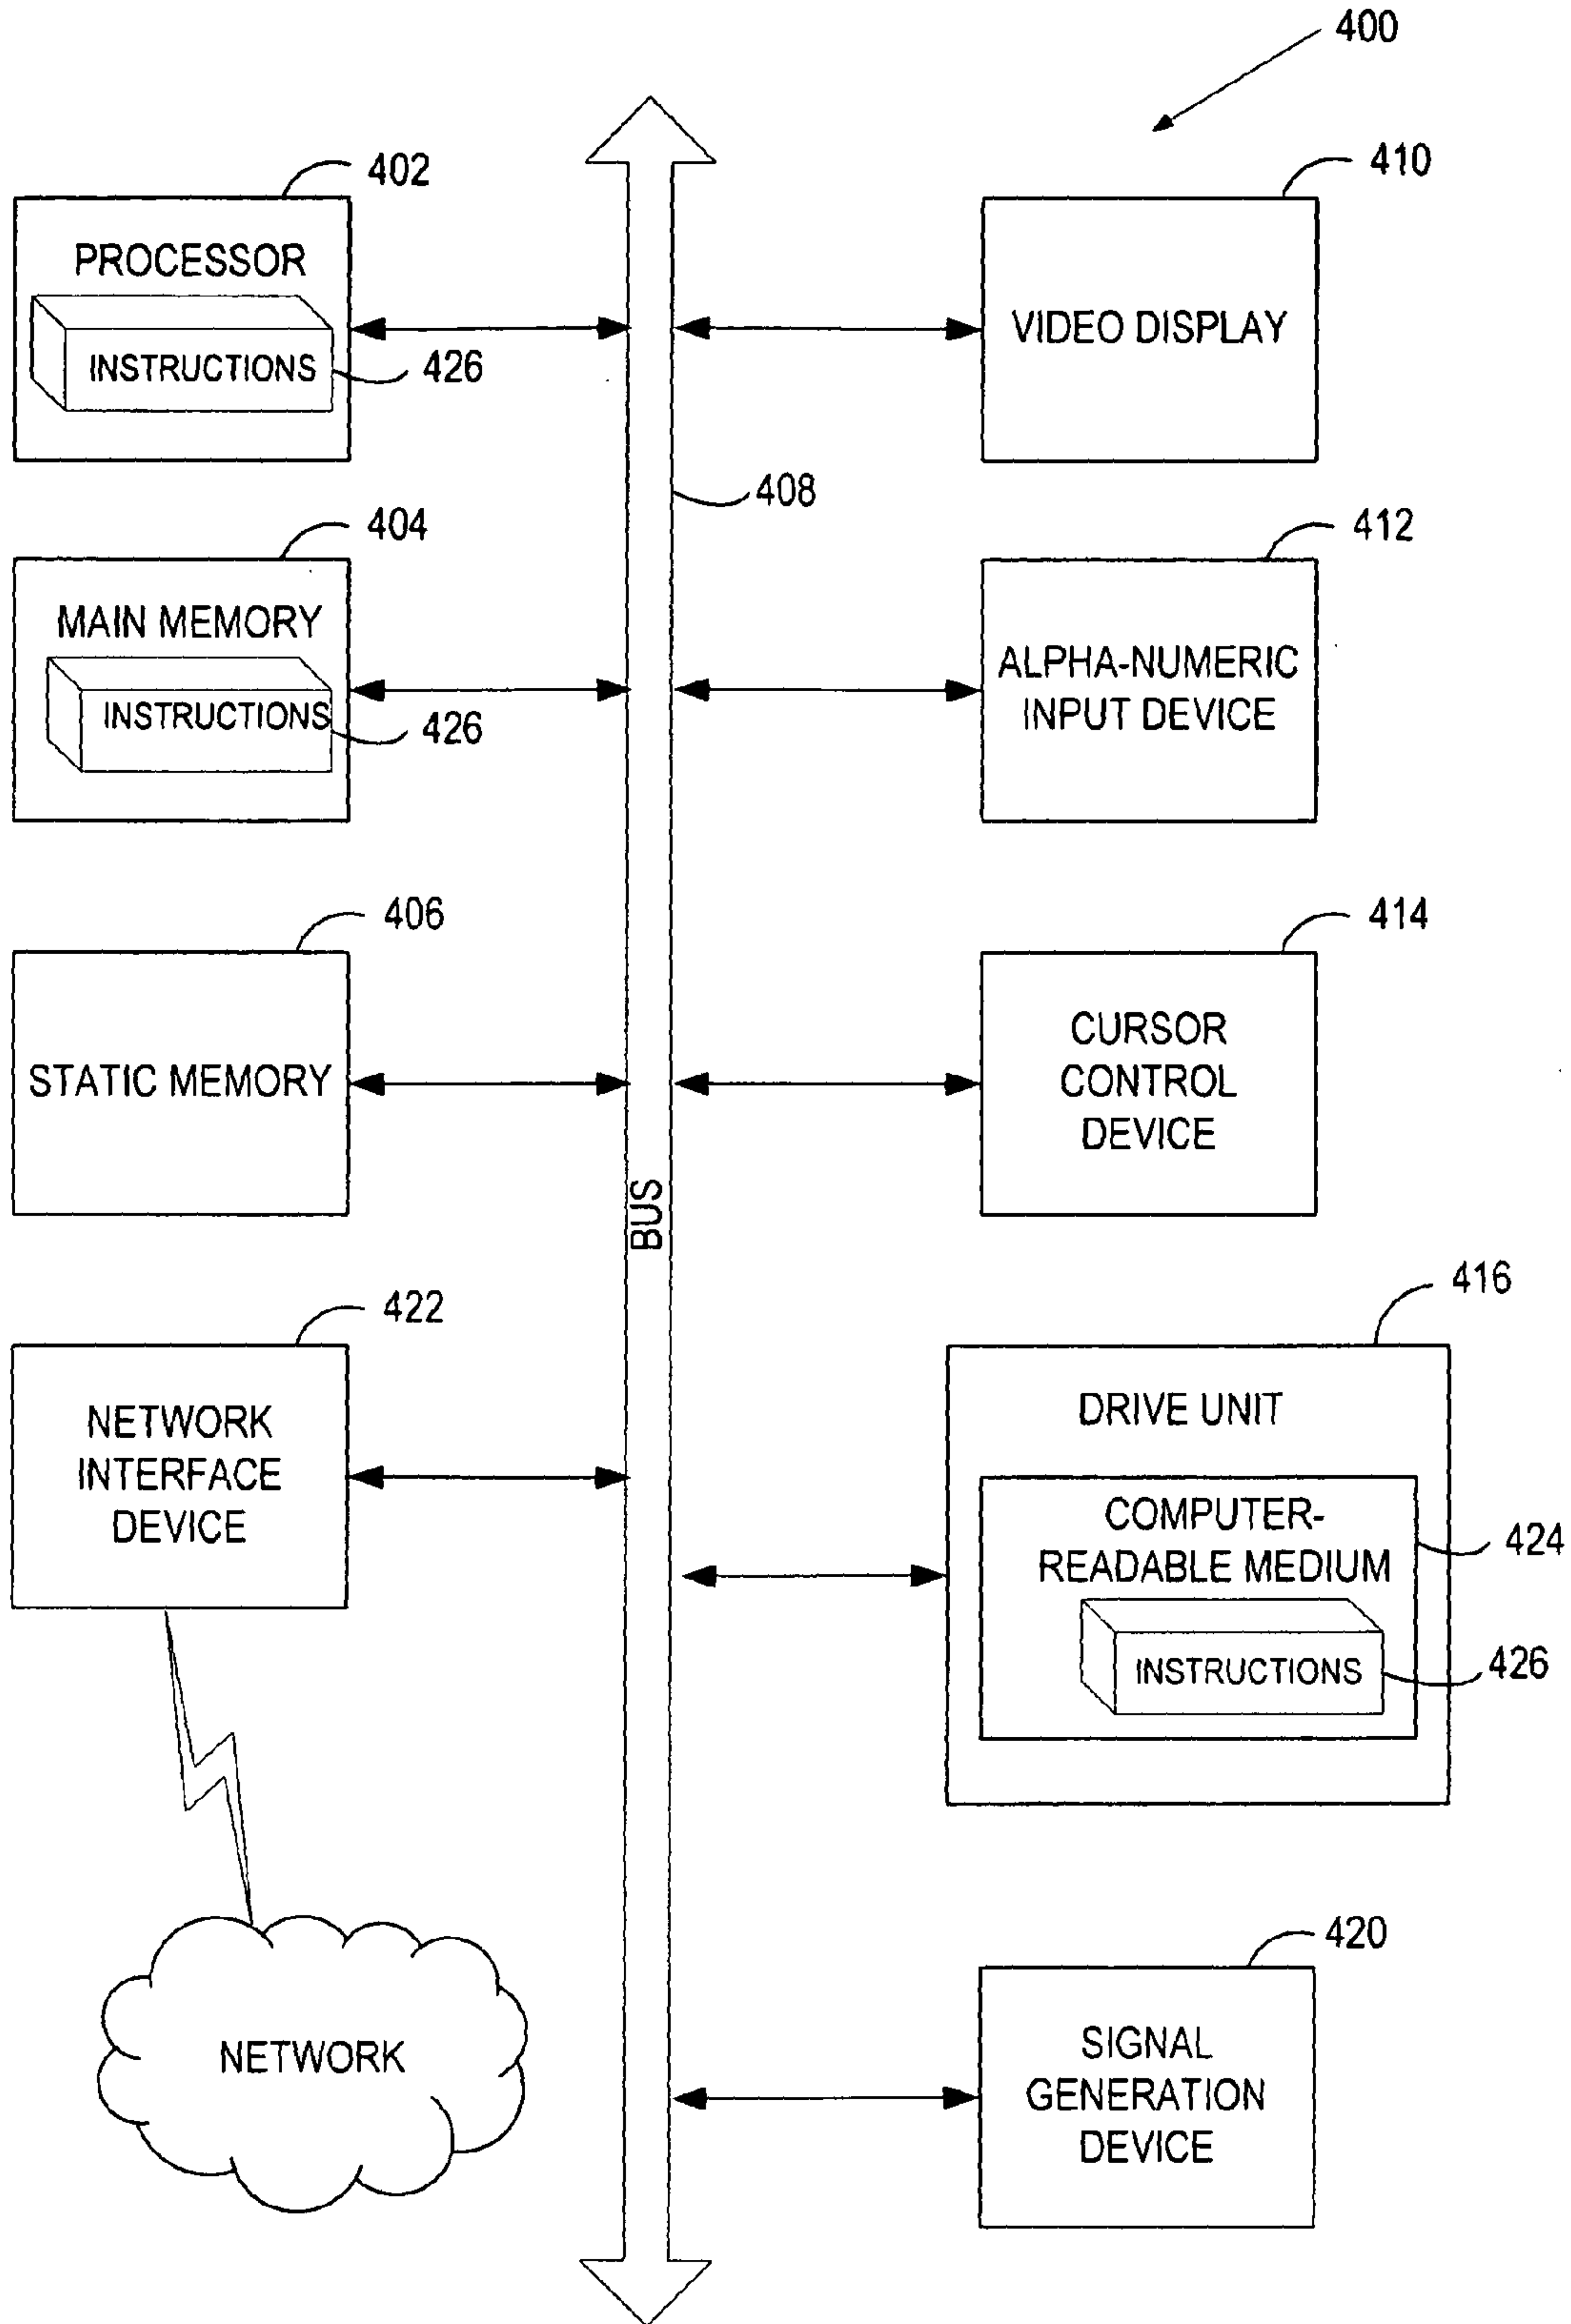 400
402
PROCESSOR
INSTRUCTIONS
426
410
VIDEO DISPLAY
408
404
MAIN MEMORY
INSTRUCTIONS
426
412
ALPHA-NUMERIC
INPUT DEVICE
406
STATIC MEMORY
414
CURSOR
CONTROL
DEVICE
BUS
422
NETWORK
INTERFACE
DEVICE
416
DRIVE UNIT
COMPUTER-
READABLE MEDIUM
424
INSTRUCTIONS
426
NETWORK
420
SIGNAL
GENERATION
DEVICE